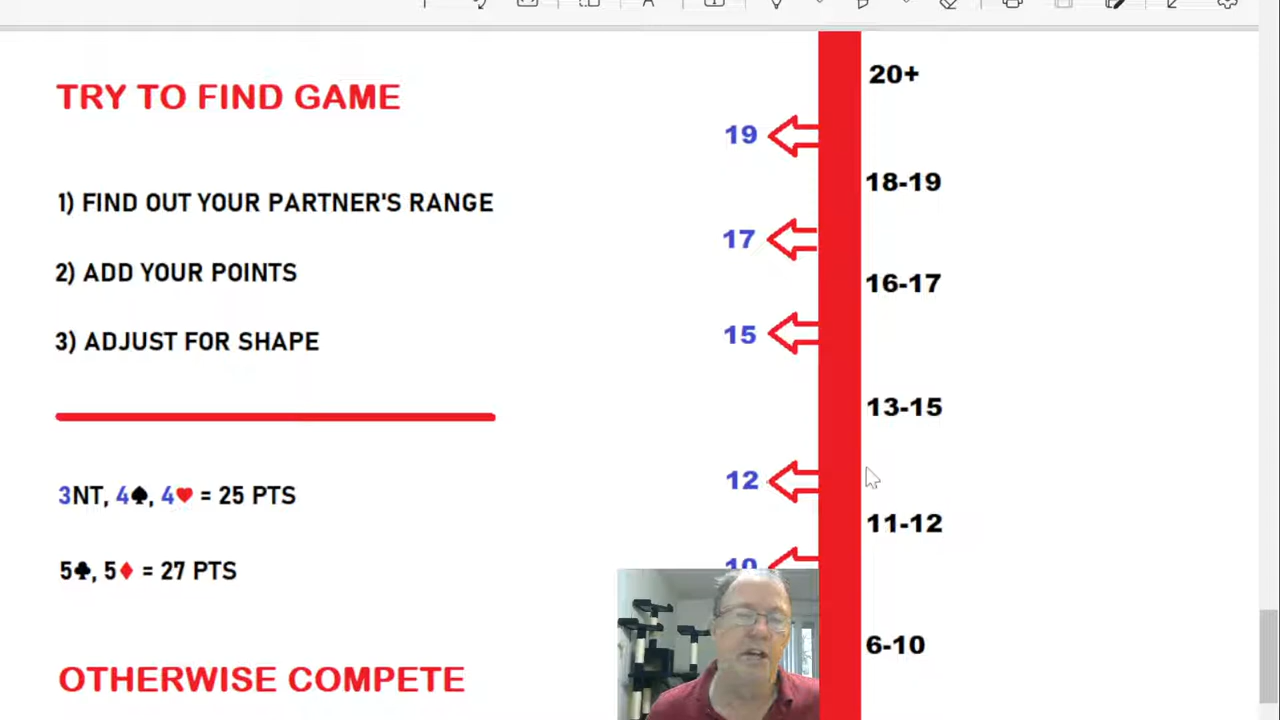 TRY TO FIND GAME
1) FIND OUT YOUR PARTNER'S RANGE
2) ADD YOUR POINTS
3) ADJUST FOR SHAPE
3NT, 4♠, 4♥ = 25 PTS
5♣, 5♦ = 27 PTS
OTHERWISE COMPETE
19
17
15
12
10
20+
18-19
16-17
13-15
11-12
6-10